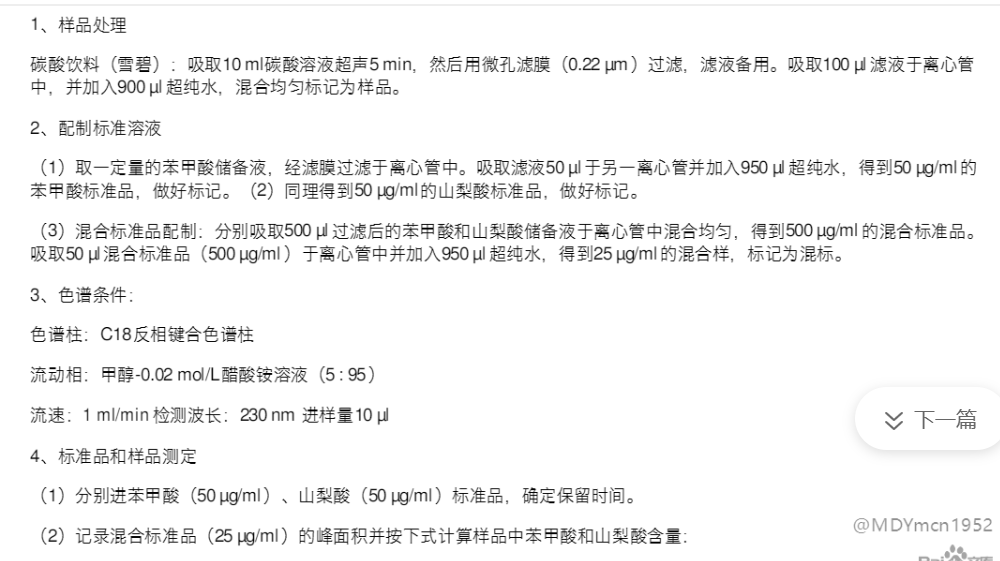 1、样品处理
碳酸饮料（雪碧）：吸取10 ml碳酸溶液超声5 min，然后用微孔滤膜（0.22 µm）过滤，滤液备用。吸取100 µl 滤液于离心管
中，并加入900 µl 超纯水，混合均匀标记为样品。
2、配制标准溶液
（1）取一定量的苯甲酸储备液，经滤膜过滤于离心管中。吸取滤液50 µl 于另一离心管并加入950 µl 超纯水，得到50 µg/ml 的
苯甲酸标准品，做好标记。（2）同理得到50 µg/ml的山梨酸标准品，做好标记。
（3）混合标准品配制：分别吸取500 µl 过滤后的苯甲酸和山梨酸储备液于离心管中混合均匀，得到500 µg/ml 的混合标准品。
吸取50 µl 混合标准品（500 µg/ml ）于离心管中并加入950 µl 超纯水，得到25 µg/ml 的混合样，标记为混标。
3、色谱条件：
色谱柱：C18反相键合色谱柱
流动相：甲醇-0.02 mol/L醋酸铵溶液（5 : 95）
流速：1 ml/min 检测波长：230 nm 进样量10 µl
下一篇
4、标准品和样品测定
（1）分别进苯甲酸（50 µg/ml）、山梨酸（50 µg/ml）标准品，确定保留时间。
（2）记录混合标准品（25 µg/ml）的峰面积并按下式计算样品中苯甲酸和山梨酸含量：
@MDYmcn1952